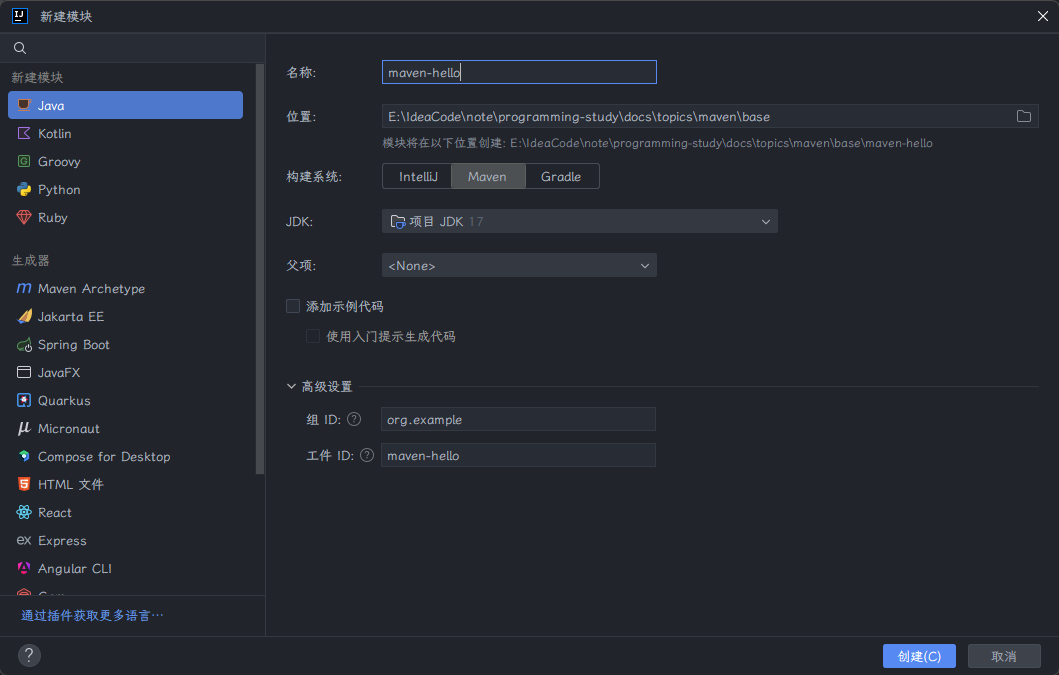 新建模块
新建模块
Java
Kotlin
Groovy
Python
Ruby
生成器
Maven Archetype
Jakarta EE
Spring Boot
JavaFX
Quarkus
Micronaut
Compose for Desktop
HTML 文件
React
Express
Angular CLI
通过插件获取更多语言…
名称:
maven-hello
位置:
E:\IdeaCode\note\programming-study\docs\topics\maven\base
模块将在以下位置创建: E:\IdeaCode\note\programming-study\docs\topics\maven\base\maven-hello
构建系统:
IntelliJ
Maven
Gradle
JDK:
项目 JDK 17
父项:
<None>
添加示例代码
使用入门提示生成代码
高级设置
组 ID:
org.example
工件 ID:
maven-hello
创建(C)
取消